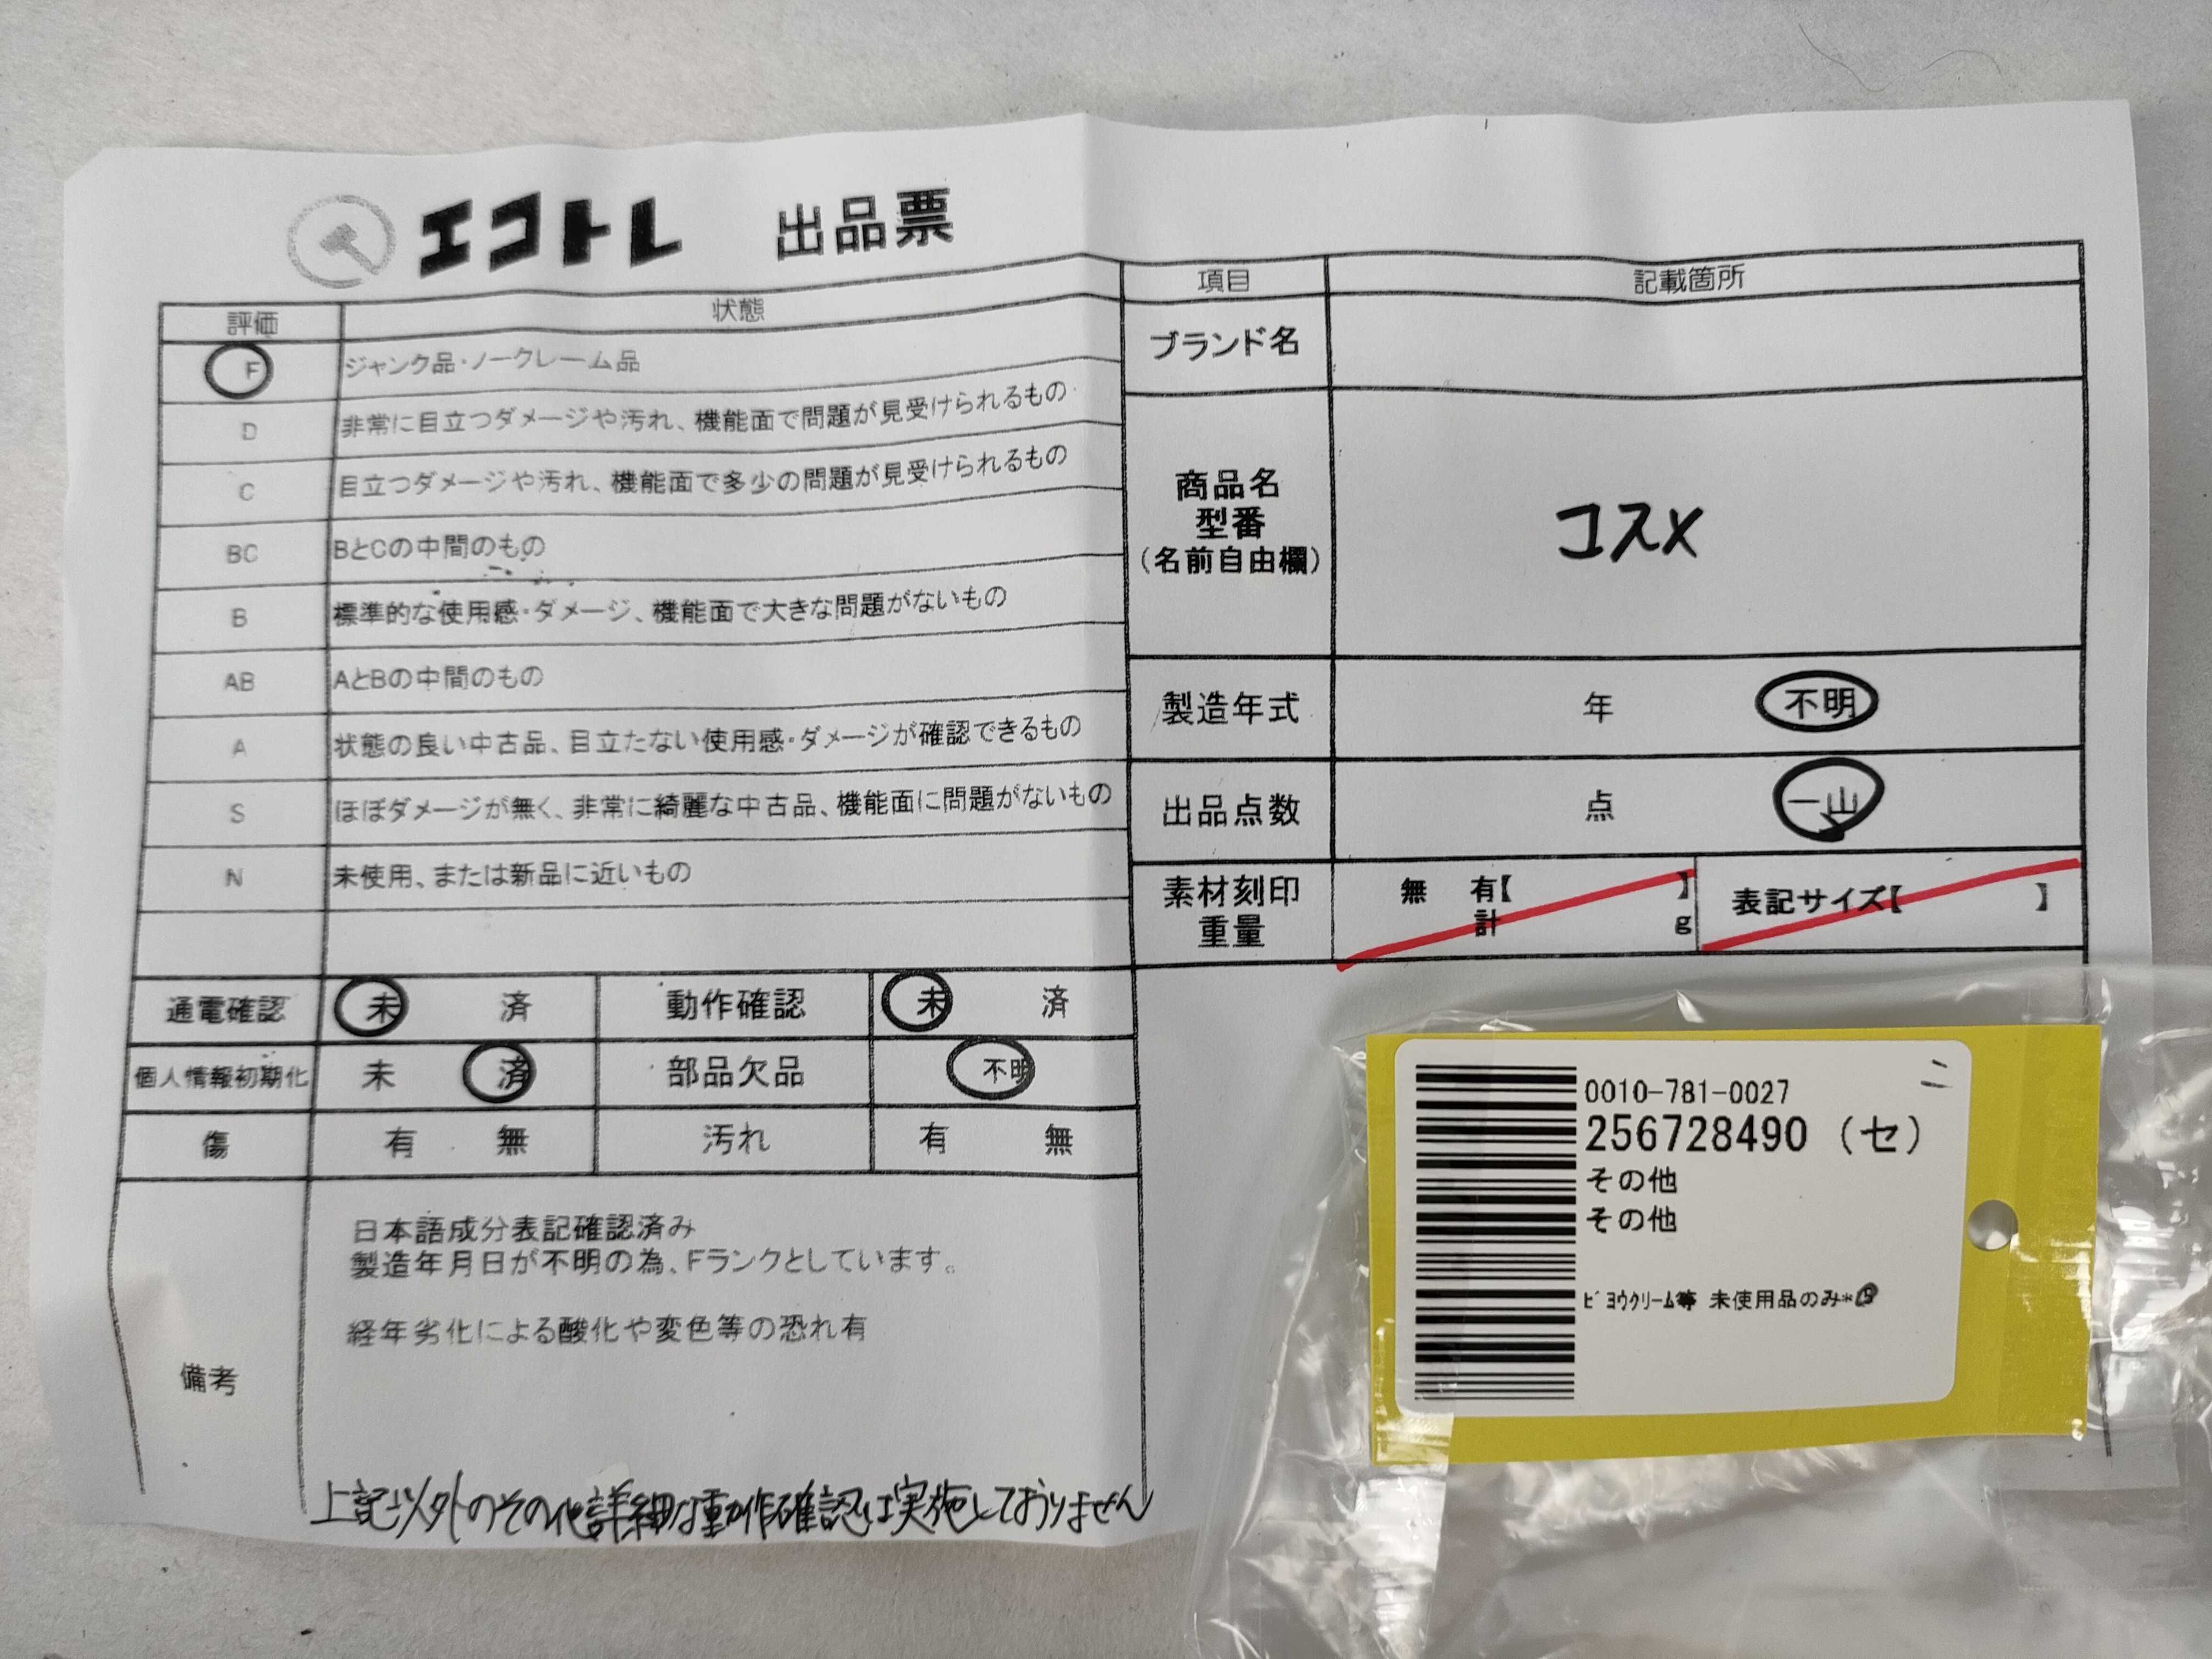 エコトレ 出品票
評価 状態
F ジャンク品・ノークレーム品
D 非常に目立つダメージや汚れ、機能面で問題が見受けられるもの
C 目立つダメージや汚れ、機能面で多少の問題が見受けられるもの
BC BとCの中間のもの
B 標準的な使用感・ダメージ、機能面で大きな問題がないもの
AB AとBの中間のもの
A 状態の良い中古品、目立たない使用感・ダメージが確認できるもの
S ほぼダメージが無く、非常に綺麗な中古品、機能面に問題がないもの
N 未使用、または新品に近いもの
通電確認 未 済 動作確認 未 済
個人情報初期化 未 済 部品欠品 不明
傷 有 無 汚れ 有 無
備考
日本語成分表記確認済み
製造年月日が不明の為、Fランクとしています。
経年劣化による酸化や変色等の恐れ有
上記以外のその他詳細な動作確認は実施しておりません
項目 記載箇所
ブランド名
商品名
型番
(名前自由欄)
コスメ
製造年式 年 不明
出品点数 点 一山
素材刻印 無 有【 】 表記サイズ【 】
重量 計 g
0010-781-0027
256728490 (セ)
その他
その他
ビヨウクリーム等 未使用品のみ*